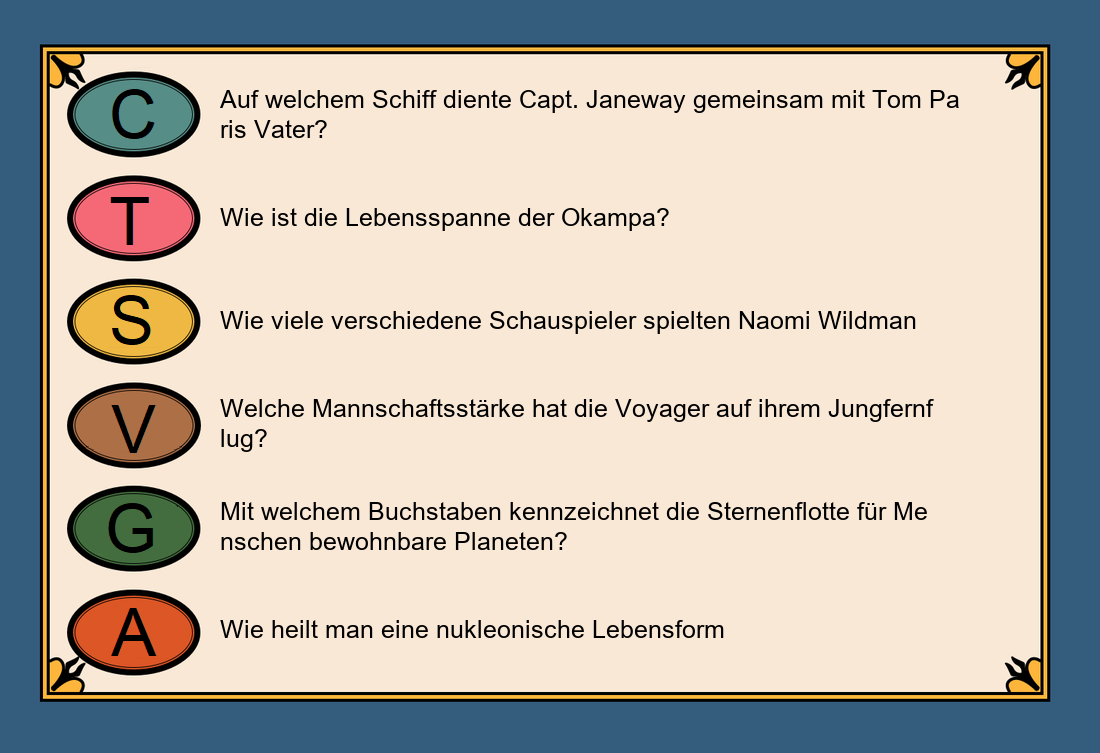 C
Auf welchem Schiff diente Capt. Janeway gemeinsam mit Tom Pa
ris Vater?
T
Wie ist die Lebensspanne der Okampa?
S
Wie viele verschiedene Schauspieler spielten Naomi Wildman
V
Welche Mannschaftsstärke hat die Voyager auf ihrem Jungfernf
lug?
G
Mit welchem Buchstaben kennzeichnet die Sternenflotte für Me
nschen bewohnbare Planeten?
A
Wie heilt man eine nukleonische Lebensform